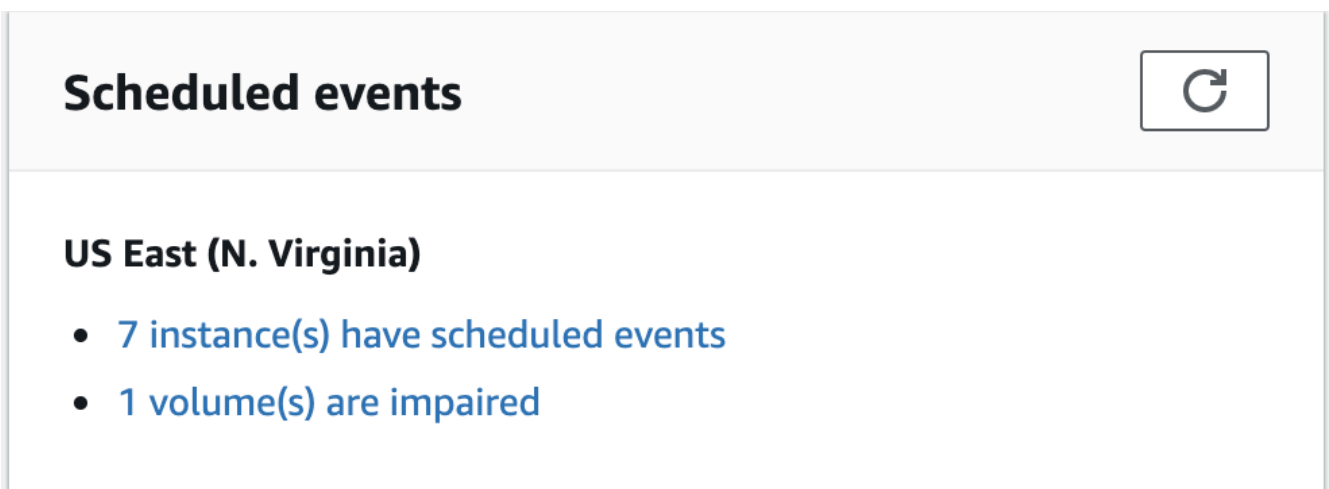 Scheduled events
US East (N. Virginia)
7 instance(s) have scheduled events
1 volume(s) are impaired